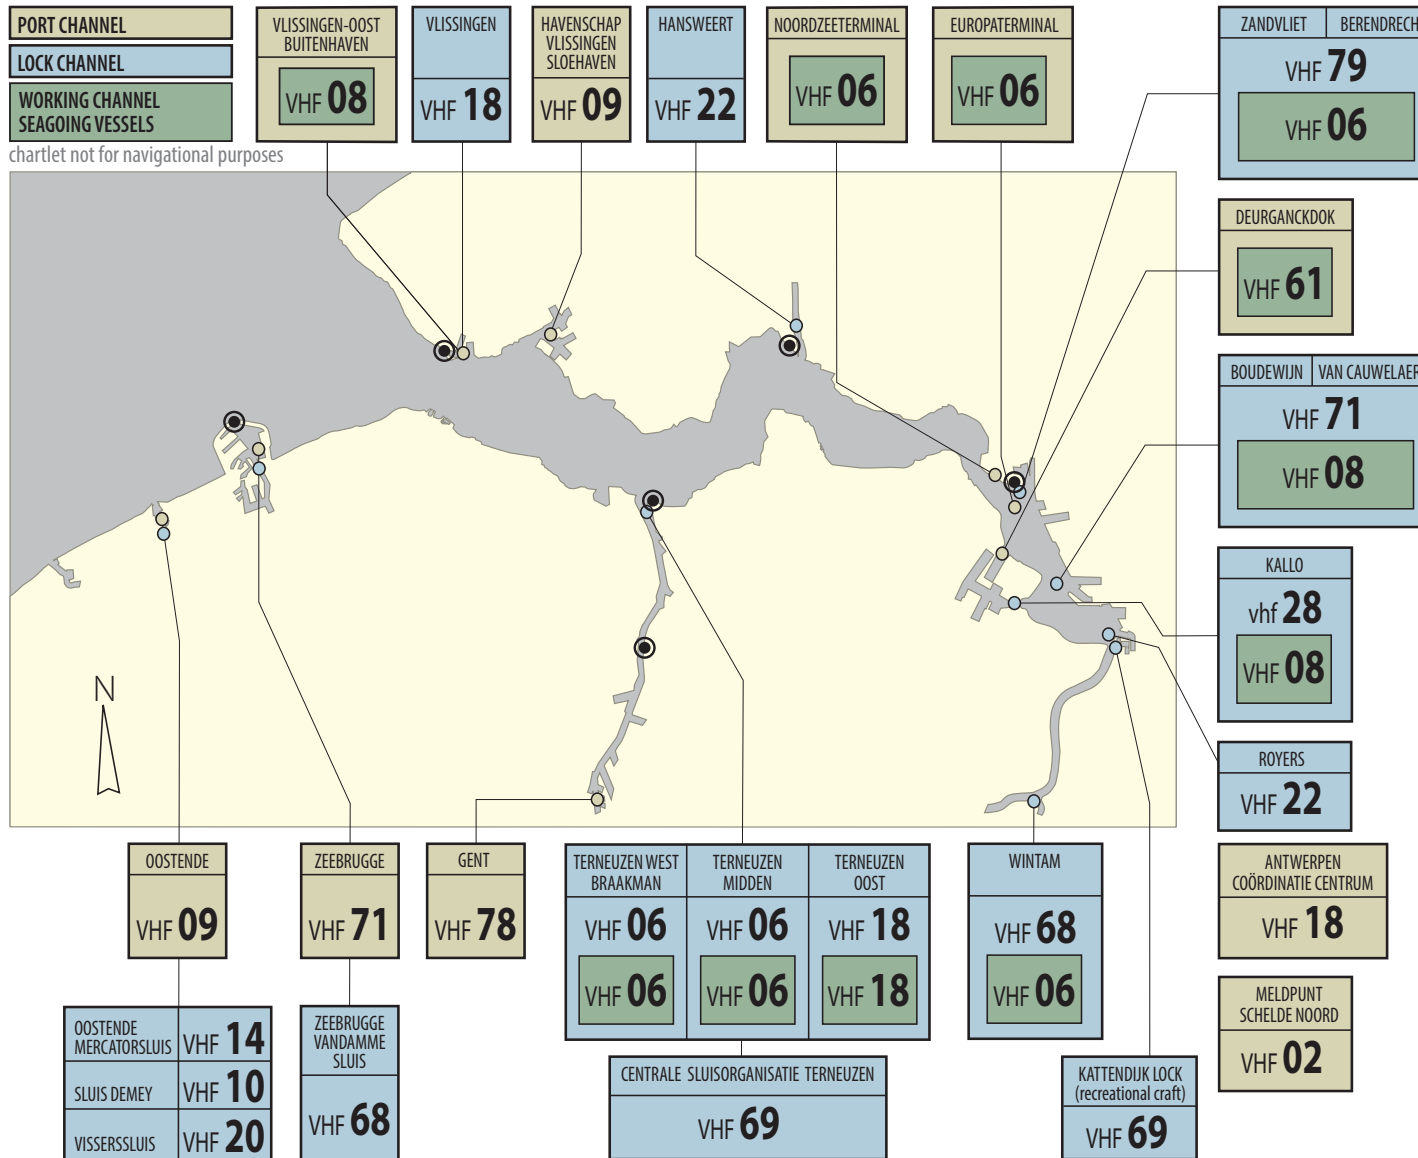 PORT CHANNEL
LOCK CHANNEL
WORKING CHANNEL
SEAGOING VESSELS
chartlet not for navigational purposes
VLISSINGEN-OOST
BUITENHAVEN
VHF 08
VLISSINGEN
VHF 18
HAVENSCHAP
VLISSINGEN
SLOEHAVEN
VHF 09
HANSWEERT
VHF 22
NOORDZEETERMINAL
VHF 06
EUROPATERMINAL
VHF 06
ZANDVLIET BERENDRECH
VHF 79
VHF 06
DEURGANCKDOK
VHF 61
BOUDEWIJN VAN CAUWELAER
VHF 71
VHF 08
KALLO
vhf 28
VHF 08
ROYERS
VHF 22
ANTWERPEN
COÖRDINATIE CENTRUM
VHF 18
MELDPUNT
SCHELDE NOORD
VHF 02
N
OOSTENDE
VHF 09
OOSTENDE
MERCATORSLUIS VHF 14
SLUIS DEMEY VHF 10
VISSERSSLUIS VHF 20
ZEEBRUGGE
VHF 71
ZEEBRUGGE
VANDAMME
SLUIS
VHF 68
GENT
VHF 78
TERNEUZEN WEST
BRAAKMAN
VHF 06
VHF 06
TERNEUZEN
MIDDEN
VHF 06
VHF 06
TERNEUZEN
OOST
VHF 18
VHF 18
CENTRALE SLUISORGANISATIE TERNEUZEN
VHF 69
WINTAM
VHF 68
VHF 06
KATTENDIJK LOCK
(recreational craft)
VHF 69